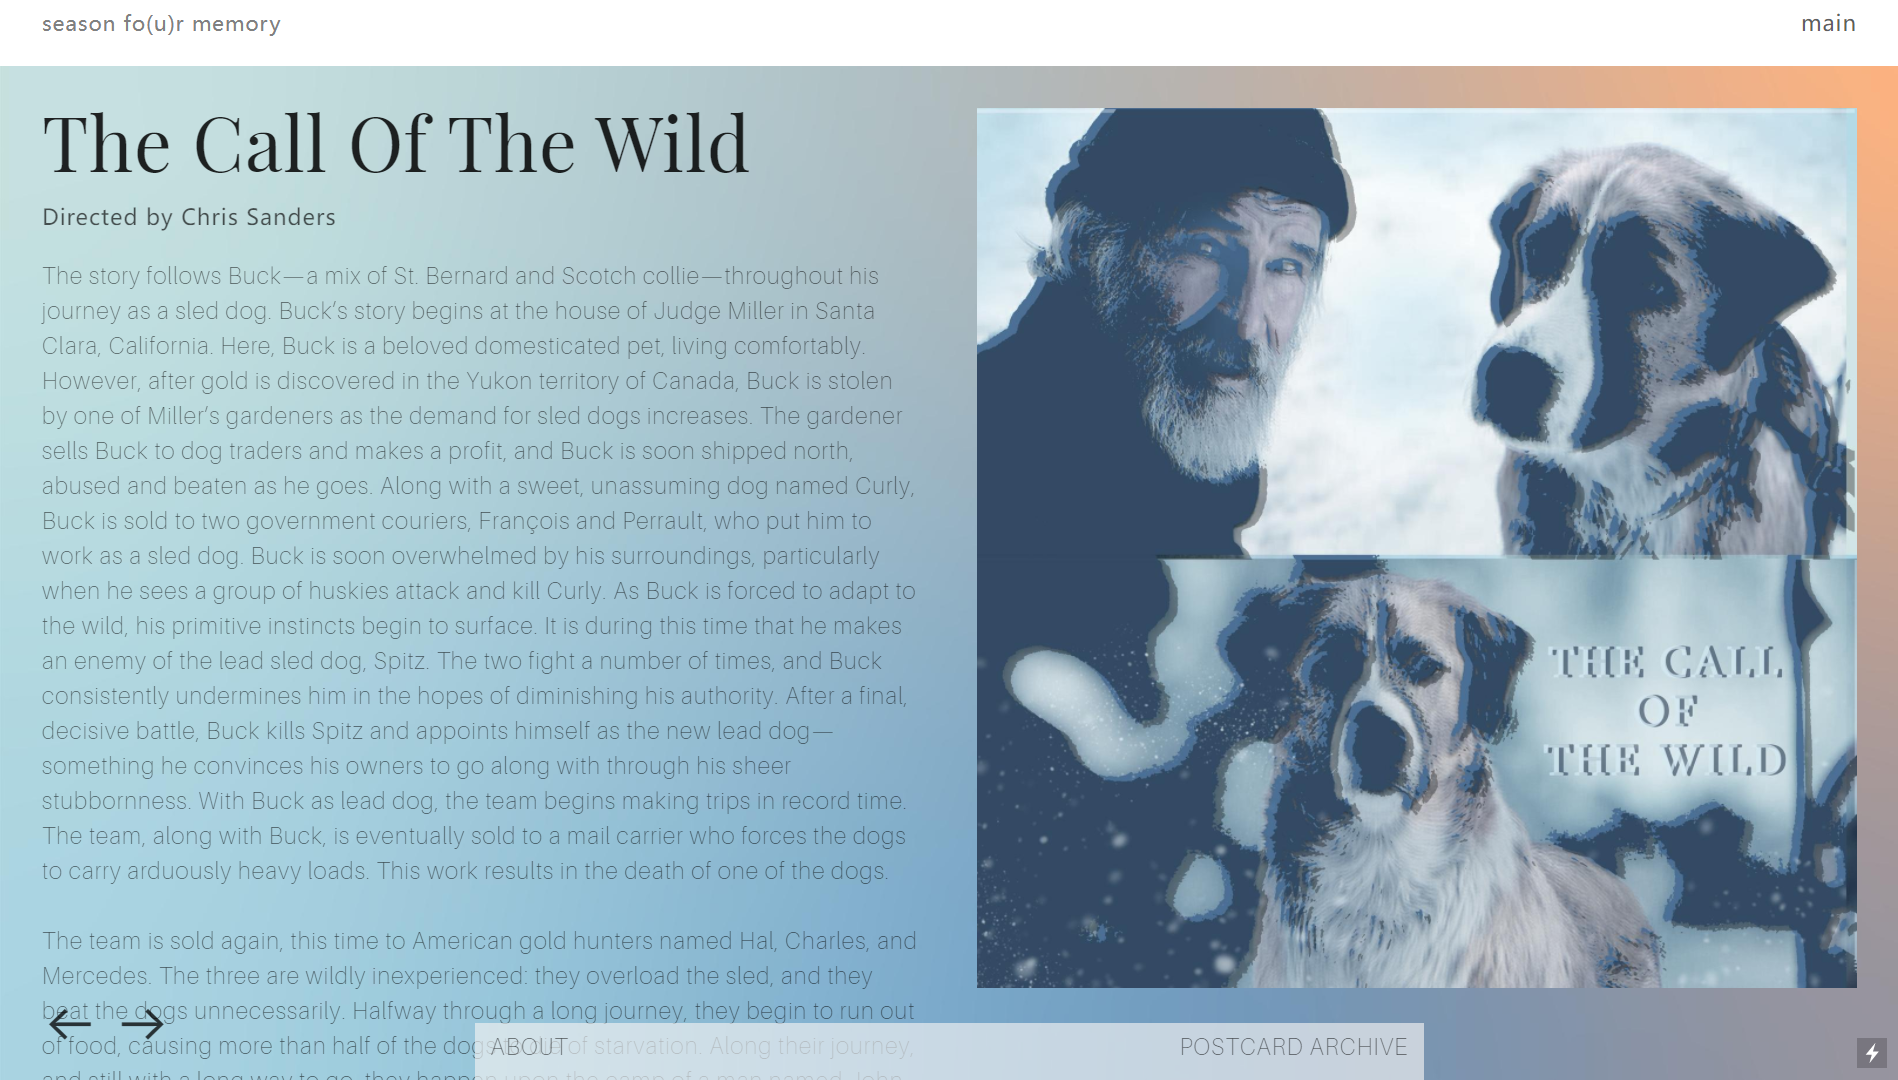 season fo(u)r memory
main
The Call Of The Wild
Directed by Chris Sanders
The story follows Buck—a mix of St. Bernard and Scotch collie—throughout his
journey as a sled dog. Buck’s story begins at the house of Judge Miller in Santa
Clara, California. Here, Buck is a beloved domesticated pet, living comfortably.
However, after gold is discovered in the Yukon territory of Canada, Buck is stolen
by one of Miller’s gardeners as the demand for sled dogs increases. The gardener
sells Buck to dog traders and makes a profit, and Buck is soon shipped north,
abused and beaten as he goes. Along with a sweet, unassuming dog named Curly,
Buck is sold to two government couriers, François and Perrault, who put him to
work as a sled dog. Buck is soon overwhelmed by his surroundings, particularly
when he sees a group of huskies attack and kill Curly. As Buck is forced to adapt to
the wild, his primitive instincts begin to surface. It is during this time that he makes
an enemy of the lead sled dog, Spitz. The two fight a number of times, and Buck
consistently undermines him in the hopes of diminishing his authority. After a final,
decisive battle, Buck kills Spitz and appoints himself as the new lead dog—
something he convinces his owners to go along with through his sheer
stubbornness. With Buck as lead dog, the team begins making trips in record time.
The team, along with Buck, is eventually sold to a mail carrier who forces the dogs
to carry arduously heavy loads. This work results in the death of one of the dogs.
The team is sold again, this time to American gold hunters named Hal, Charles, and
Mercedes. The three are wildly inexperienced: they overload the sled, and they
beat the dogs unnecessarily. Halfway through a long journey, they begin to run out
of food, causing more than half of the dogs to die of starvation. Along their journey,
and still with a long way to go, they happen upon the camp of a man named John
THE CALL
OF
THE WILD
ABOUT
POSTCARD ARCHIVE